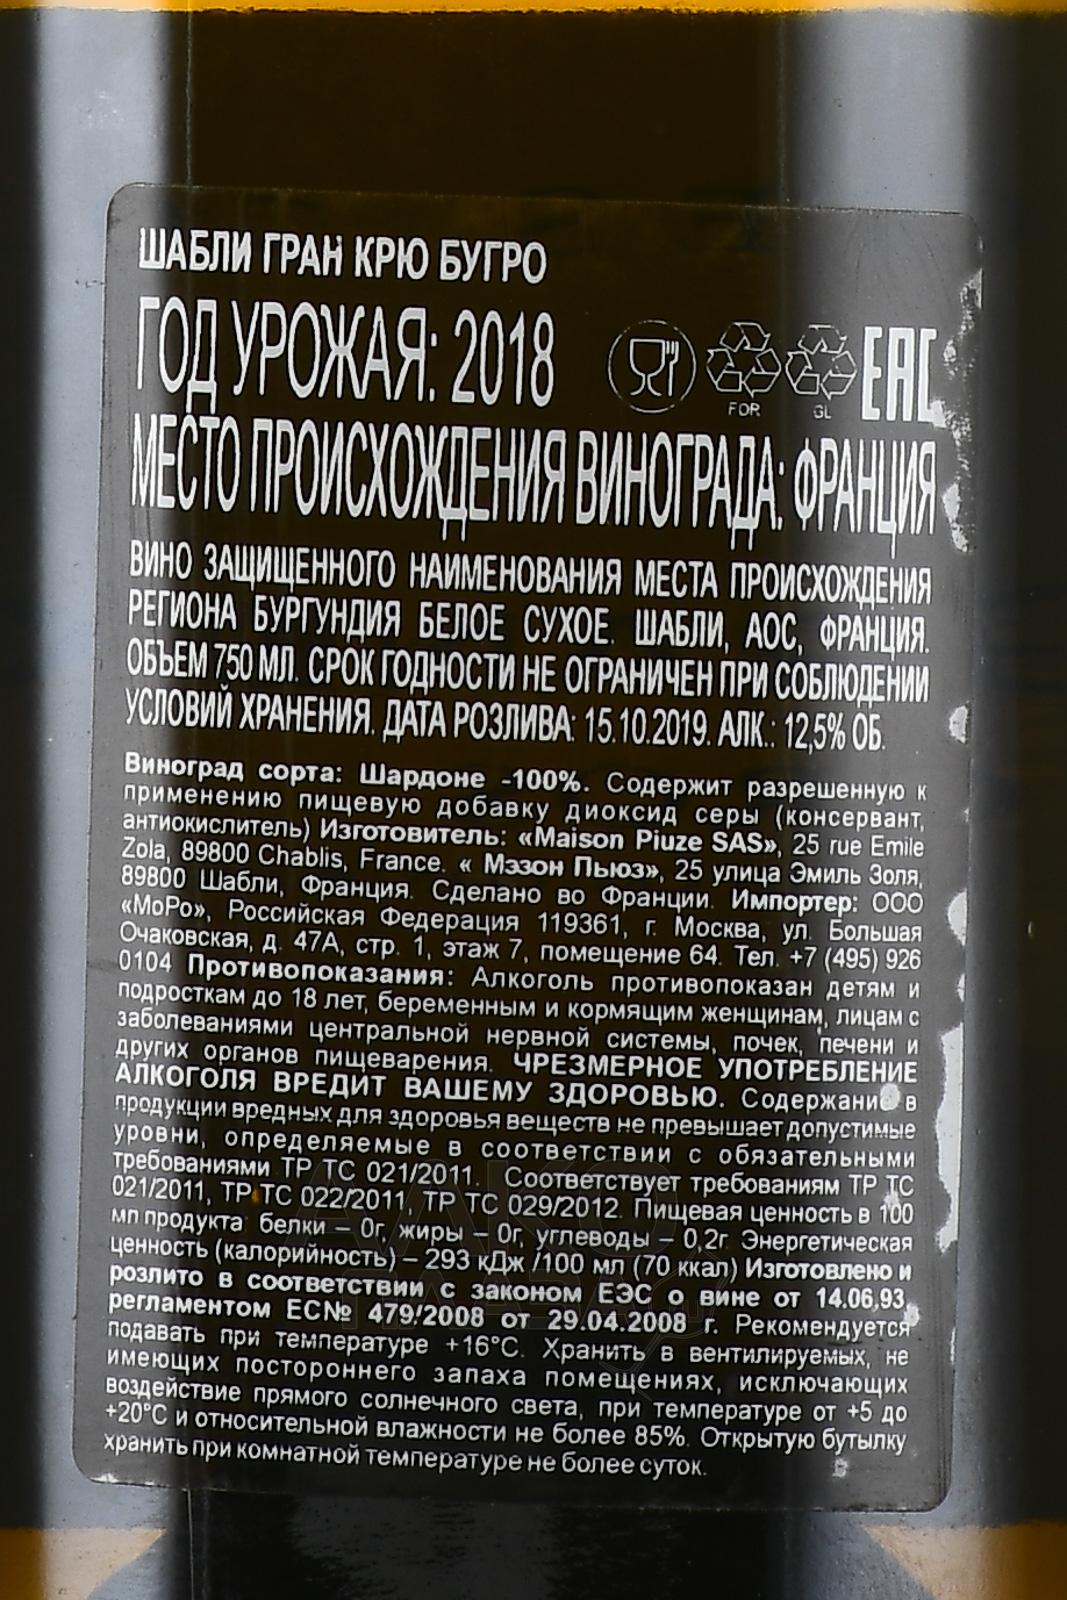 ШАБЛИ ГРАН КРЮ БУГРО
ГОД УРОЖАЯ: 2018
FOR
GL
EAC
МЕСТО ПРОИСХОЖДЕНИЯ ВИНОГРАДА: ФРАНЦИЯ
ВИНО ЗАЩИЩЕННОГО НАИМЕНОВАНИЯ МЕСТА ПРОИСХОЖДЕНИЯ
РЕГИОНА БУРГУНДИЯ БЕЛОЕ СУХОЕ. ШАБЛИ, АОС, ФРАНЦИЯ.
ОБЪЕМ 750 МЛ. СРОК ГОДНОСТИ НЕ ОГРАНИЧЕН ПРИ СОБЛЮДЕНИИ
УСЛОВИЙ ХРАНЕНИЯ. ДАТА РОЗЛИВА: 15.10.2019. АЛК.: 12,5% ОБ.
Виноград сорта: Шардоне -100%. Содержит разрешенную к
применению пищевую добавку диоксид серы (консервант,
антиокислитель) Изготовитель: «Maison Piuze SAS», 25 rue Emile
Zola, 89800 Chablis, France. « Мэзон Пьюз», 25 улица Эмиль Золя,
89800 Шабли, Франция. Сделано во Франции. Импортер: ООО
«МоРо», Российская Федерация 119361, г. Москва, ул. Большая
Очаковская, д. 47А, стр. 1, этаж 7, помещение 64. Тел. +7 (495) 926
0104 Противопоказания: Алкоголь противопоказан детям и
подросткам до 18 лет, беременным и кормящим женщинам, лицам с
заболеваниями центральной нервной системы, почек, печени и
других органов пищеварения. ЧРЕЗМЕРНОЕ УПОТРЕБЛЕНИЕ
АЛКОГОЛЯ ВРЕДИТ ВАШЕМУ ЗДОРОВЬЮ. Содержание в
продукции вредных для здоровья веществ не превышает допустимые
уровни, определяемые в соответствии с обязательными
требованиями ТР ТС 021/2011. Соответствует требованиям ТР ТС
021/2011, ТР ТС 022/2011, ТР ТС 029/2012. Пищевая ценность в 100
мл продукта: белки – 0г, жиры – 0г, углеводы – 0,2г. Энергетическая
ценность (калорийность) – 293 кДж /100 мл (70 ккал) Изготовлено и
розлито в соответствии с законом ЕЭС о вине от 14.06.93,
регламентом ЕС№ 479/2008 от 29.04.2008 г. Рекомендуется
подавать при температуре +16°С. Хранить в вентилируемых, не
имеющих постороннего запаха помещениях, исключающих
воздействие прямого солнечного света, при температуре от +5 до
+20°С и относительной влажности не более 85%. Открытую бутылку
хранить при комнатной температуре не более суток.